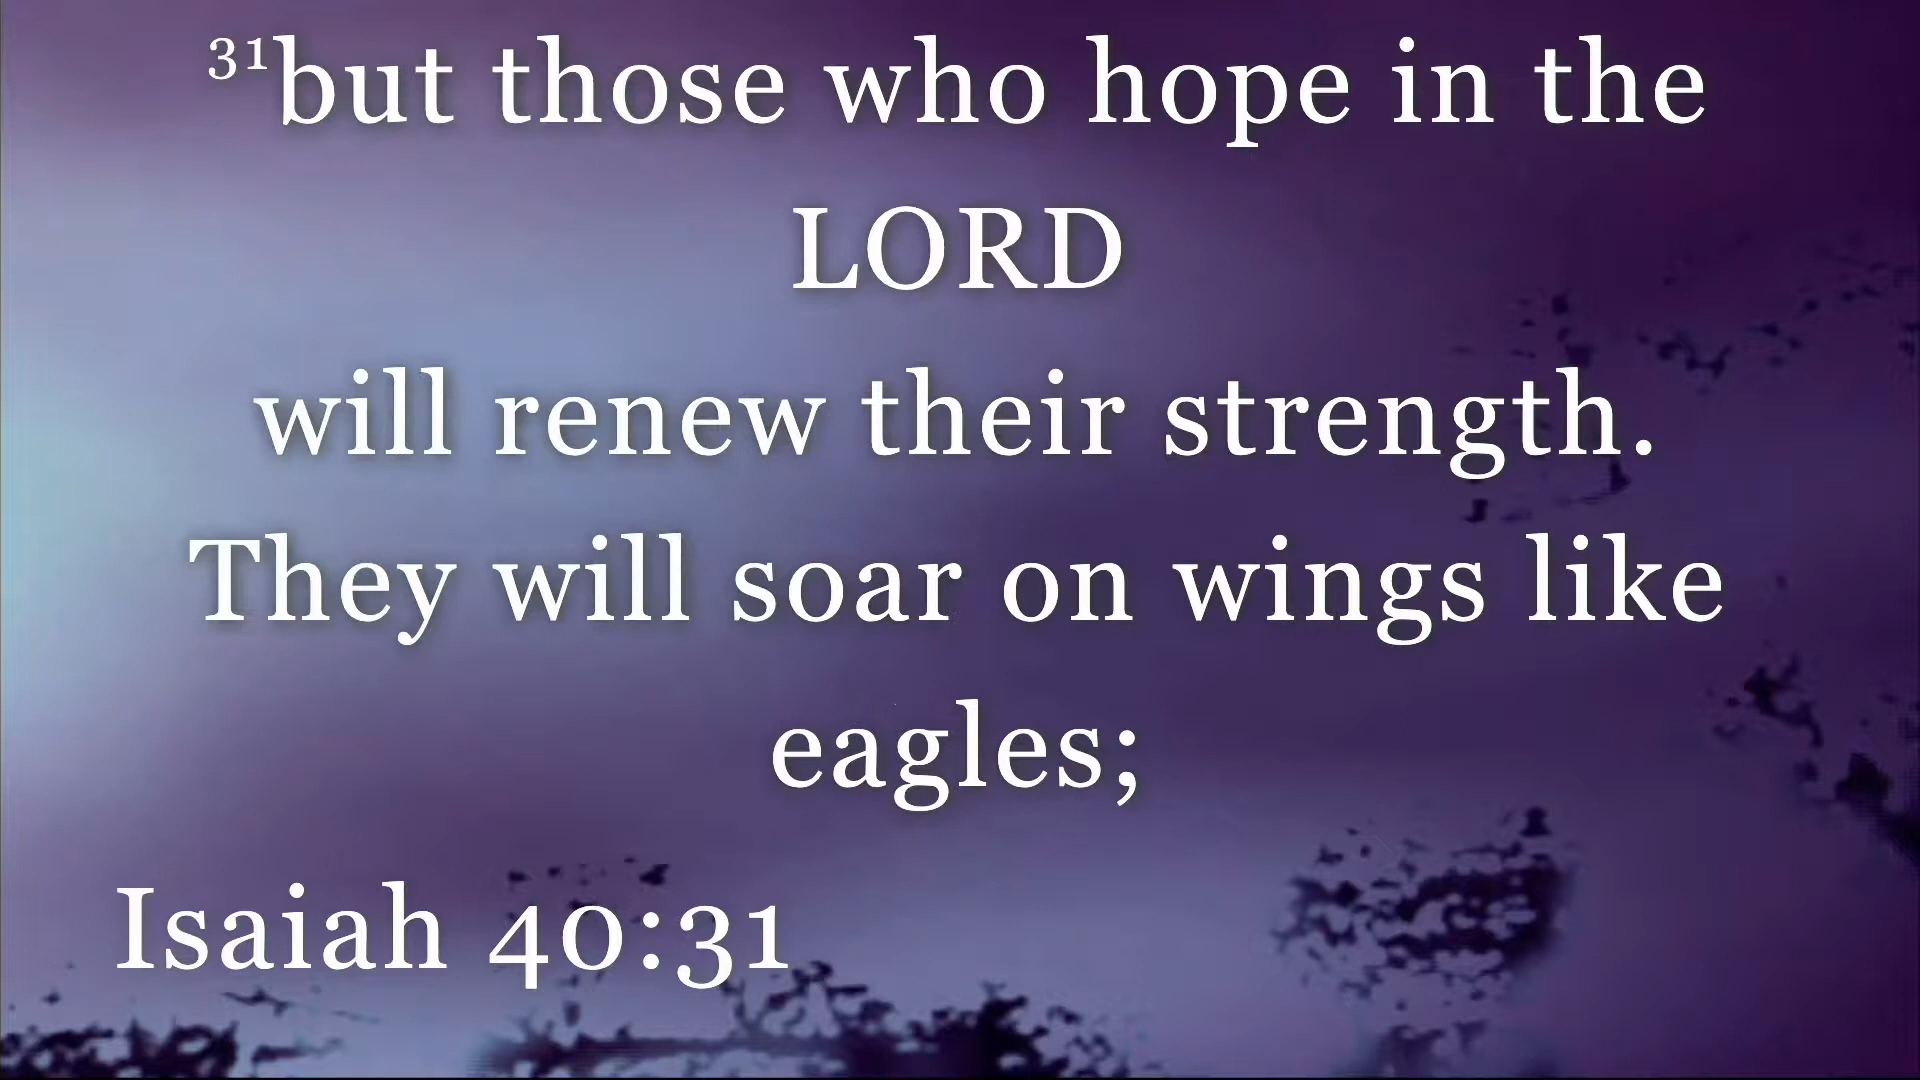 ³¹but those who hope in the
LORD
will renew their strength.
They will soar on wings like
eagles;
Isaiah 40:31